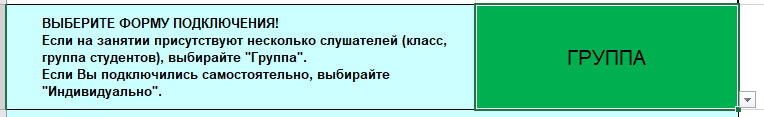 ВЫБЕРИТЕ ФОРМУ ПОДКЛЮЧЕНИЯ!
Если на занятии присутствуют несколько слушателей (класс,
группа студентов), выбирайте "Группа".
Если Вы подключились самостоятельно, выбирайте
"Индивидуально".
ГРУППА